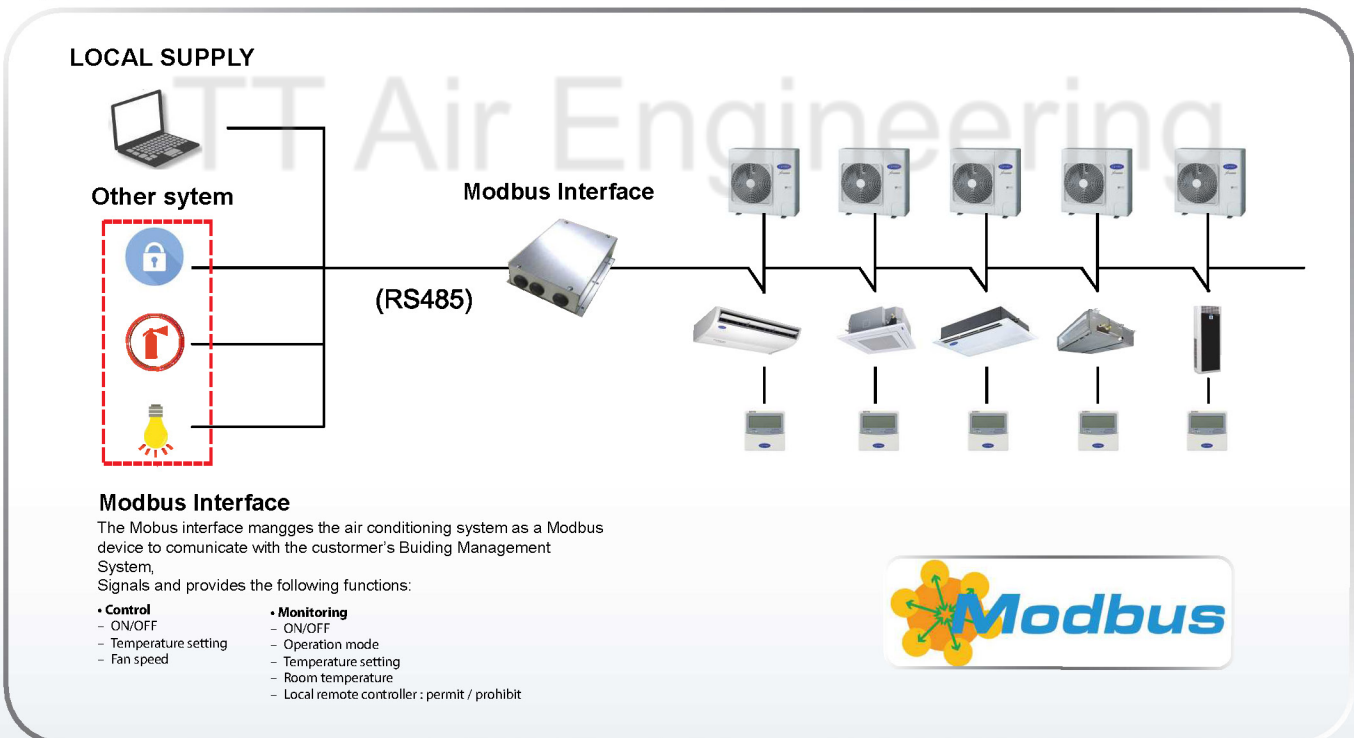 LOCAL SUPPLY
TT Air Engineering
Other sytem
Modbus Interface
(RS485)
Modbus Interface
The Mobus interface mangges the air conditioning system as a Modbus
device to comunicate with the custormer's Buiding Management
System,
Signals and provides the following functions:
• Control
– ON/OFF
– Temperature setting
– Fan speed
• Monitoring
– ON/OFF
– Operation mode
– Temperature setting
– Room temperature
– Local remote controller : permit / prohibit
Modbus